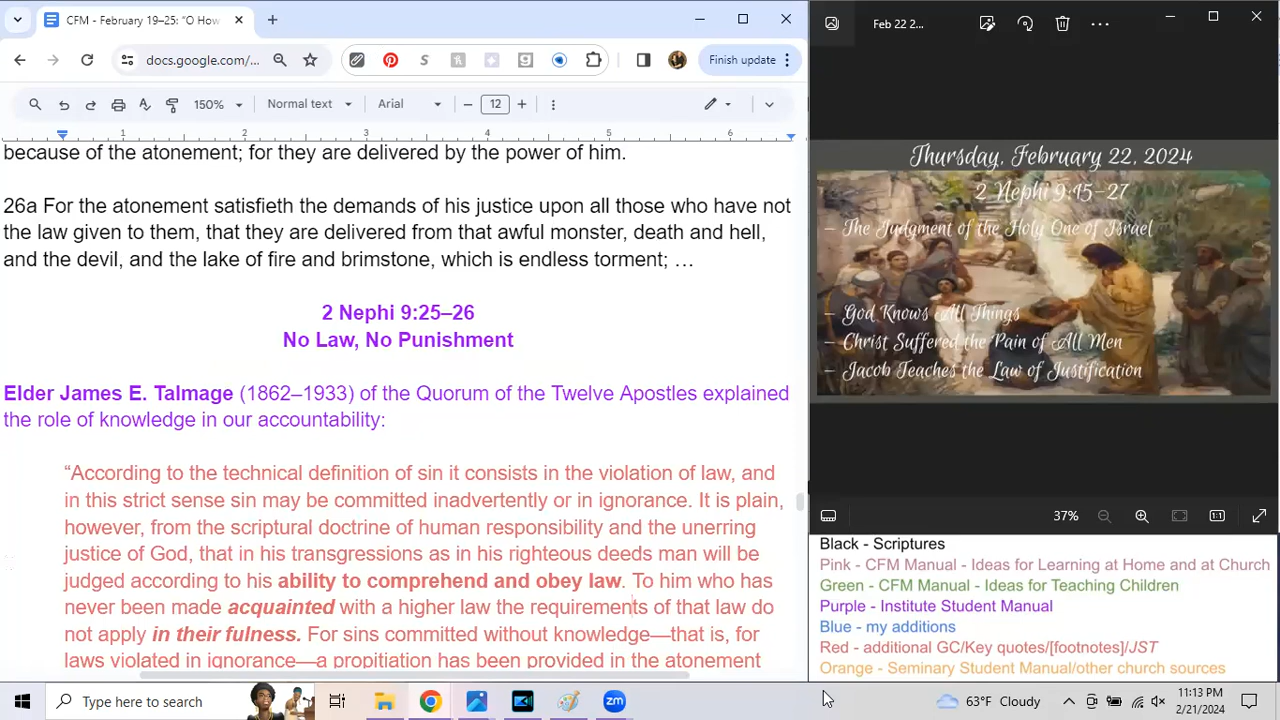 CFM - February 19–25: "O How
docs.google.com/...
Finish update
150%
Normal text
Arial
12
1 2 3 4 5 6
because of the atonement; for they are delivered by the power of him.
26a For the atonement satisfieth the demands of his justice upon all those who have not
the law given to them, that they are delivered from that awful monster, death and hell,
and the devil, and the lake of fire and brimstone, which is endless torment; …
2 Nephi 9:25–26
No Law, No Punishment
Elder James E. Talmage (1862–1933) of the Quorum of the Twelve Apostles explained
the role of knowledge in our accountability:
“According to the technical definition of sin it consists in the violation of law, and
in this strict sense sin may be committed inadvertently or in ignorance. It is plain,
however, from the scriptural doctrine of human responsibility and the unerring
justice of God, that in his transgressions as in his righteous deeds man will be
judged according to his ability to comprehend and obey law. To him who has
never been made acquainted with a higher law the requirements of that law do
not apply in their fulness. For sins committed without knowledge—that is, for
laws violated in ignorance—a propitiation has been provided in the atonement
Feb 22 2...
Thursday, February 22, 2024
2 Nephi 9:15–27
– The Judgment of the Holy One of Israel
– God Knows All Things
– Christ Suffered the Pain of All Men
– Jacob Teaches the Law of Justification
37%
1:1
Black - Scriptures
Pink - CFM Manual - Ideas for Learning at Home and at Church
Green - CFM Manual - Ideas for Teaching Children
Purple - Institute Student Manual
Blue - my additions
Red - additional GC/Key quotes/[footnotes]/JST
Orange - Seminary Student Manual/other church sources
Type here to search
zm
63°F Cloudy
11:13 PM
2/21/2024